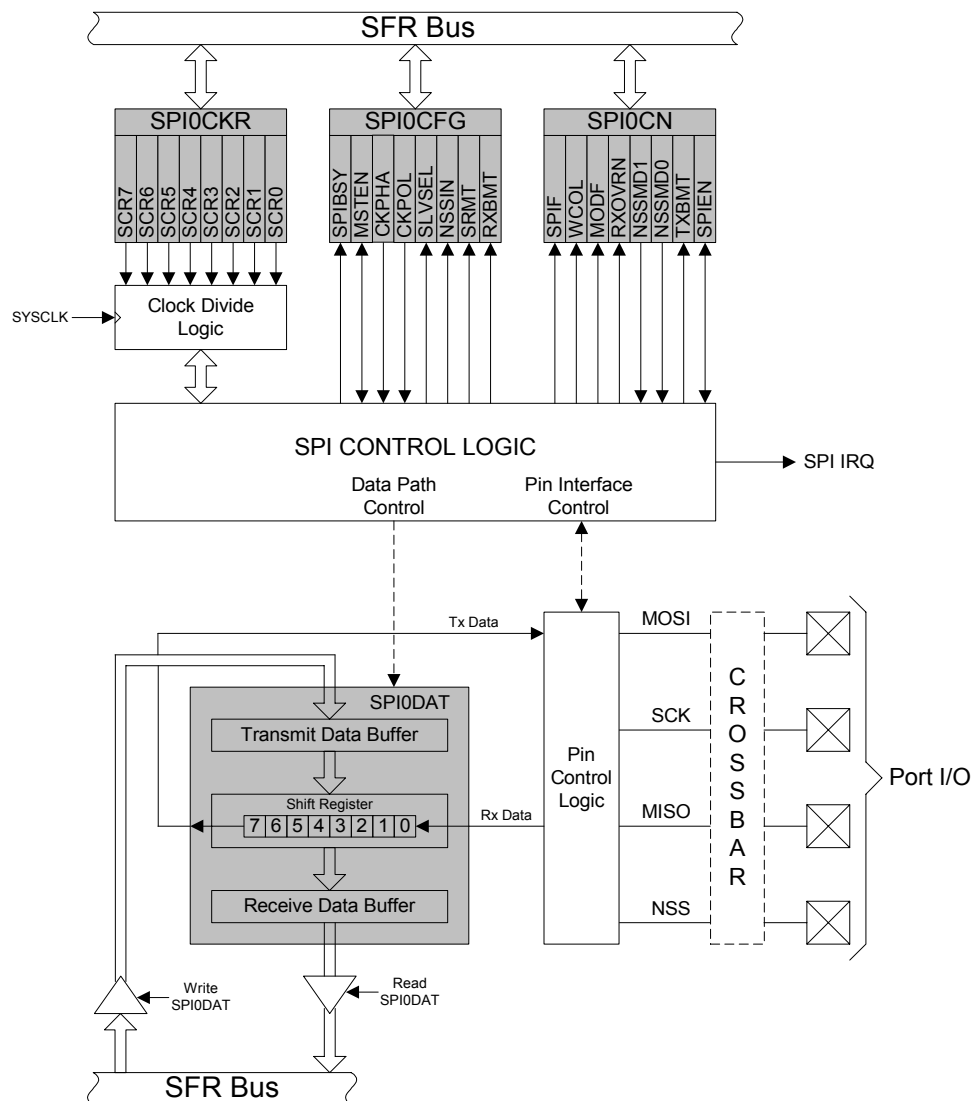 SFR Bus
SPI0CKR
SPI0CFG
SPI0CN
SCR7
SCR6
SCR5
SCR4
SCR3
SCR2
SCR1
SCR0
SPIBSY
MSTEN
CKPHA
CKPOL
SLVSEL
NSSIN
SRMT
RXBMT
SPIF
WCOL
MODF
RXOVRN
NSSMD1
NSSMD0
TXBMT
SPIEN
SYSCLK
Clock Divide
Logic
SPI CONTROL LOGIC
Data Path
Control
Pin Interface
Control
SPI IRQ
Tx Data
SPI0DAT
Transmit Data Buffer
Shift Register
7 6 5 4 3 2 1 0
Rx Data
Receive Data Buffer
Pin
Control
Logic
MOSI
SCK
MISO
NSS
CROSSBAR
Port I/O
Write
SPI0DAT
Read
SPI0DAT
SFR Bus